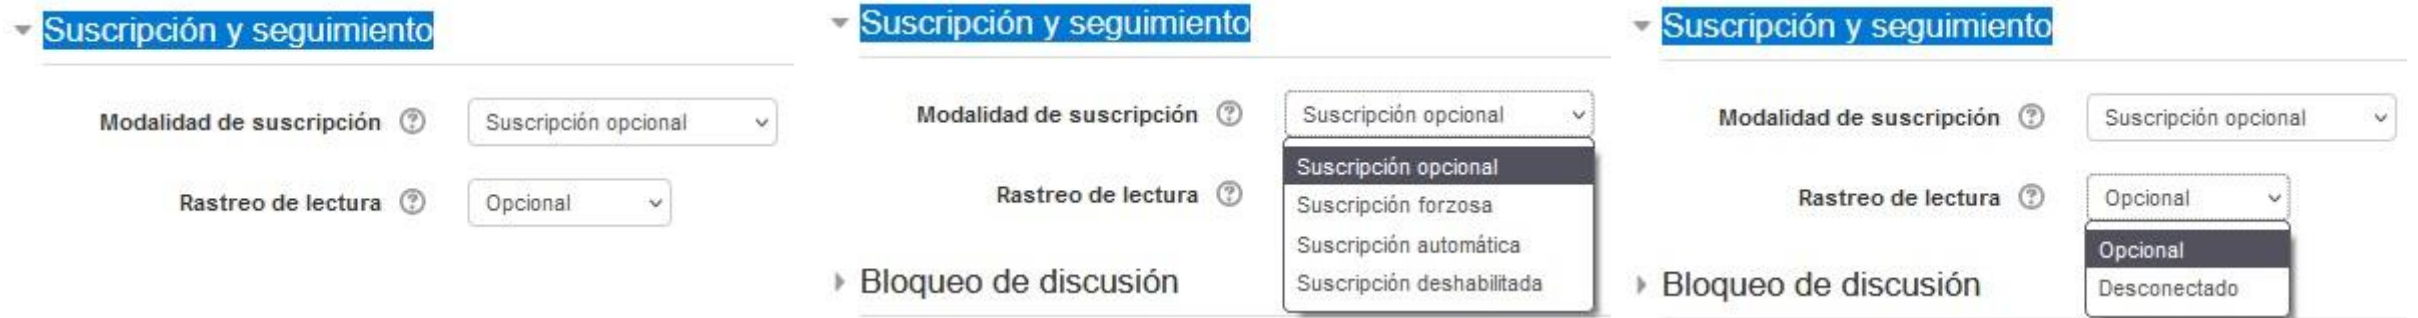 Suscripción y seguimiento
Modalidad de suscripción
Suscripción opcional
Rastreo de lectura
Opcional
Suscripción y seguimiento
Modalidad de suscripción
Suscripción opcional
Suscripción opcional
Suscripción forzosa
Suscripción automática
Suscripción deshabilitada
Rastreo de lectura
Bloqueo de discusión
Suscripción y seguimiento
Modalidad de suscripción
Suscripción opcional
Rastreo de lectura
Opcional
Opcional
Desconectado
Bloqueo de discusión